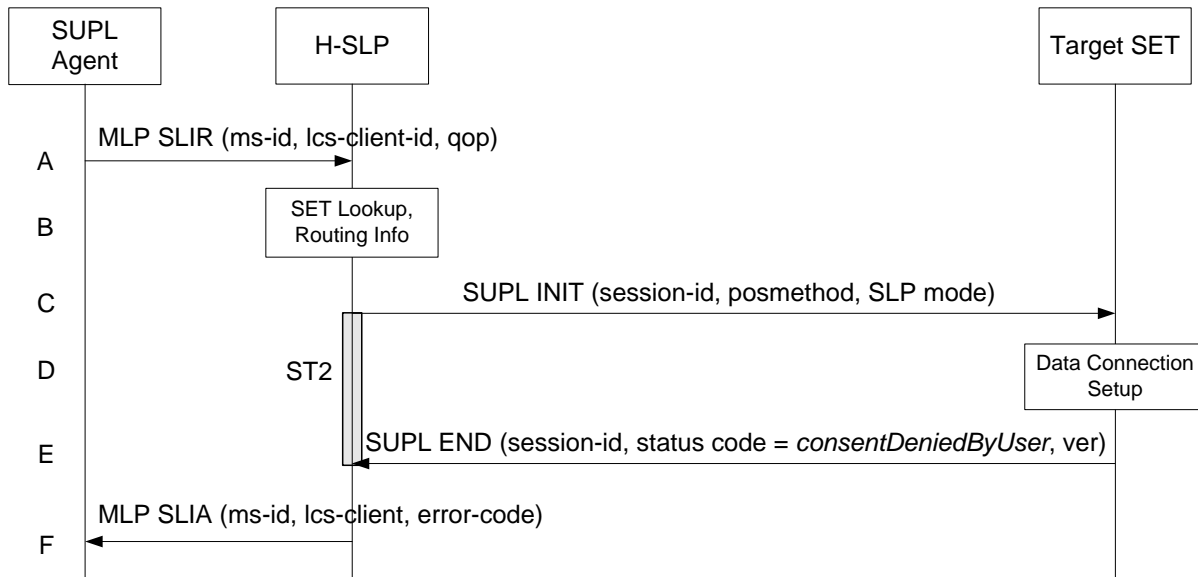 SUPL
Agent
H-SLP
Target SET
MLP SLIR (ms-id, lcs-client-id, qop)
A
SET Lookup,
Routing Info
B
SUPL INIT (session-id, posmethod, SLP mode)
C
Data Connection
Setup
D
ST2
SUPL END (session-id, status code = consentDeniedByUser, ver)
E
MLP SLIA (ms-id, lcs-client, error-code)
F